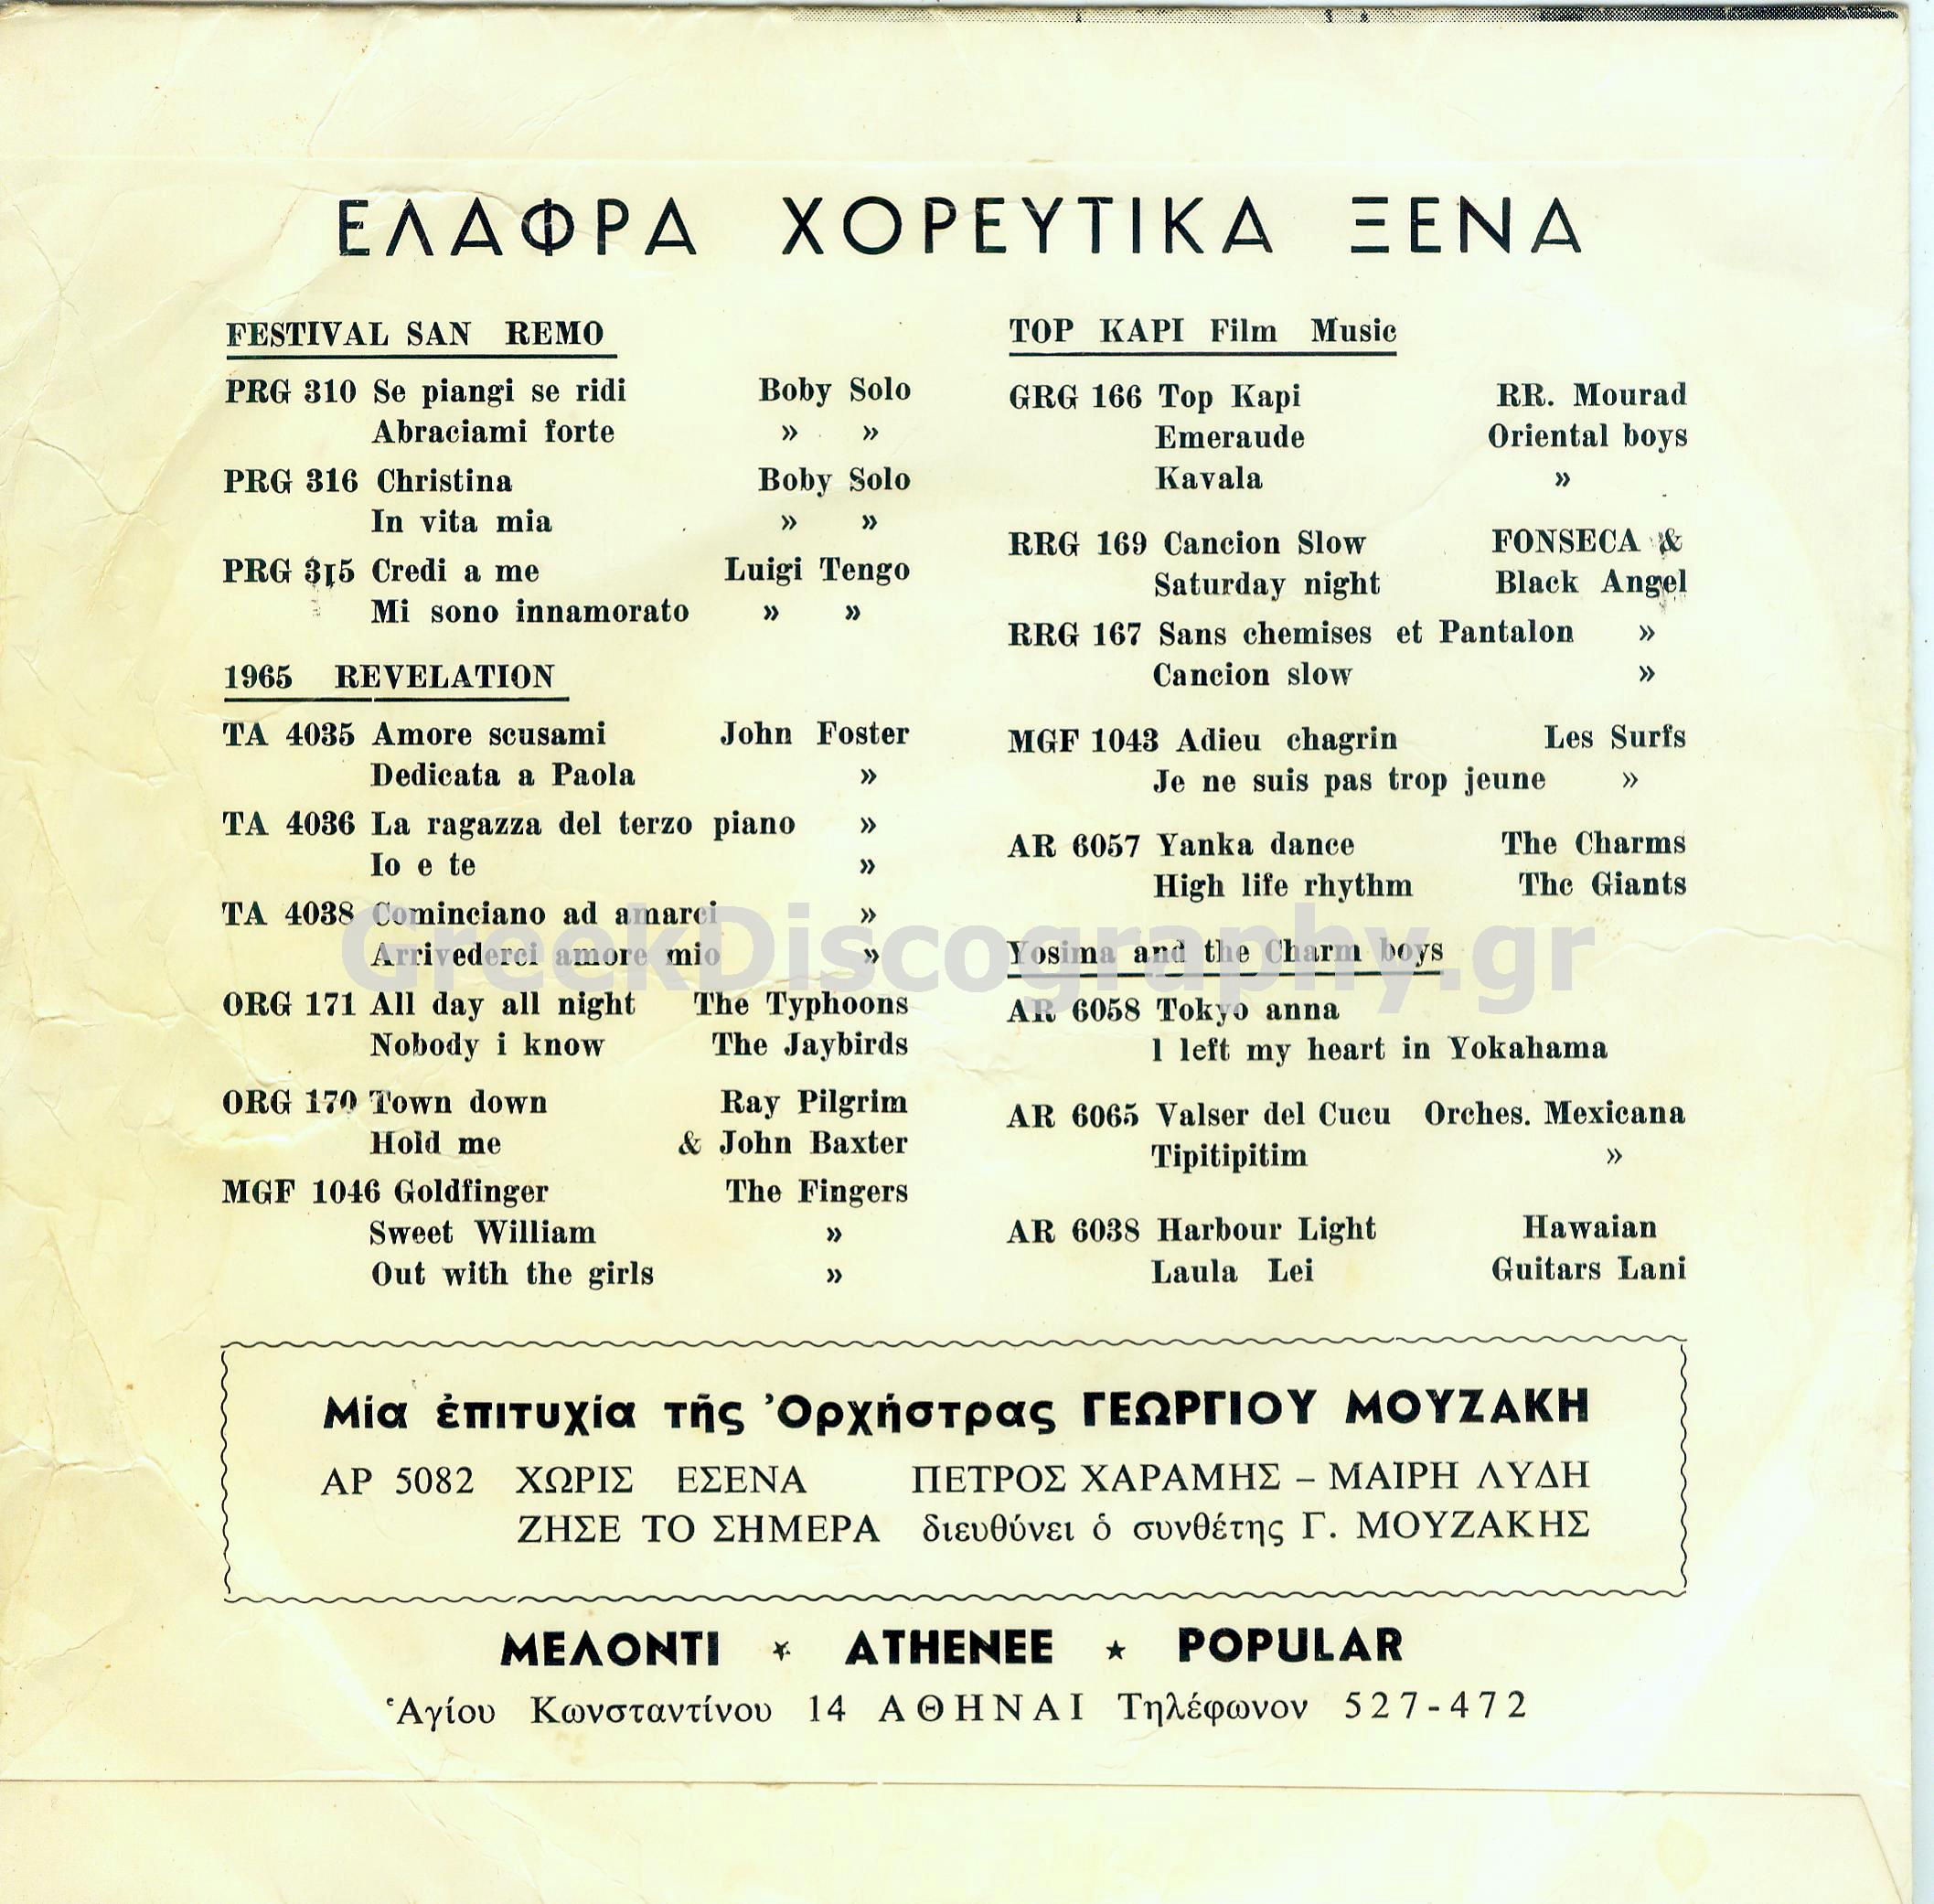 ΕΛΑΦΡΑ ΧΟΡΕΥΤΙΚΑ ΞΕΝΑ
FESTIVAL SAN REMO
PRG 310 Se piangi se ridi Boby Solo
Abraciami forte » »
PRG 316 Christina Boby Solo
In vita mia » »
PRG 315 Credi a me Luigi Tengo
Mi sono innamorato » »
1965 REVELATION
TA 4035 Amore scusami John Foster
Dedicata a Paola »
TA 4036 La ragazza del terzo piano »
Io e te »
TA 4038 Cominciano ad amarci »
Arrivederci amore mio »
ORG 171 All day all night The Typhoons
Nobody i know The Jaybirds
ORG 170 Town down Ray Pilgrim
Hold me & John Baxter
MGF 1046 Goldfinger The Fingers
Sweet William »
Out with the girls »
TOP KAPI Film Music
GRG 166 Top Kapi RR. Mourad
Emeraude Oriental boys
Kavala »
RRG 169 Cancion Slow FONSECA &
Saturday night Black Angel
RRG 167 Sans chemises et Pantalon »
Cancion slow »
MGF 1043 Adieu chagrin Les Surfs
Je ne suis pas trop jeune »
AR 6057 Yanka dance The Charms
High life rhythm The Giants
Yosima and the Charm boys
AR 6058 Tokyo anna
I left my heart in Yokahama
AR 6065 Valser del Cucu Orches. Mexicana
Tipitipitim »
AR 6038 Harbour Light Hawaian
Laula Lei Guitars Lani
GreekDiscography.gr
Μία ἐπιτυχία τῆς Ὀρχήστρας ΓΕΩΡΓΙΟΥ ΜΟΥΖΑΚΗ
ΑΡ 5082 ΧΩΡΙΣ ΕΣΕΝΑ ΠΕΤΡΟΣ ΧΑΡΑΜΗΣ – ΜΑΙΡΗ ΛΥΔΗ
ΖΗΣΕ ΤΟ ΣΗΜΕΡΑ διευθύνει ὁ συνθέτης Γ. ΜΟΥΖΑΚΗΣ
ΜΕΛΟΝΤΙ ★ ATHENEE ★ POPULAR
Ἁγίου Κωνσταντίνου 14 ΑΘΗΝΑΙ Τηλέφωνον 527-472